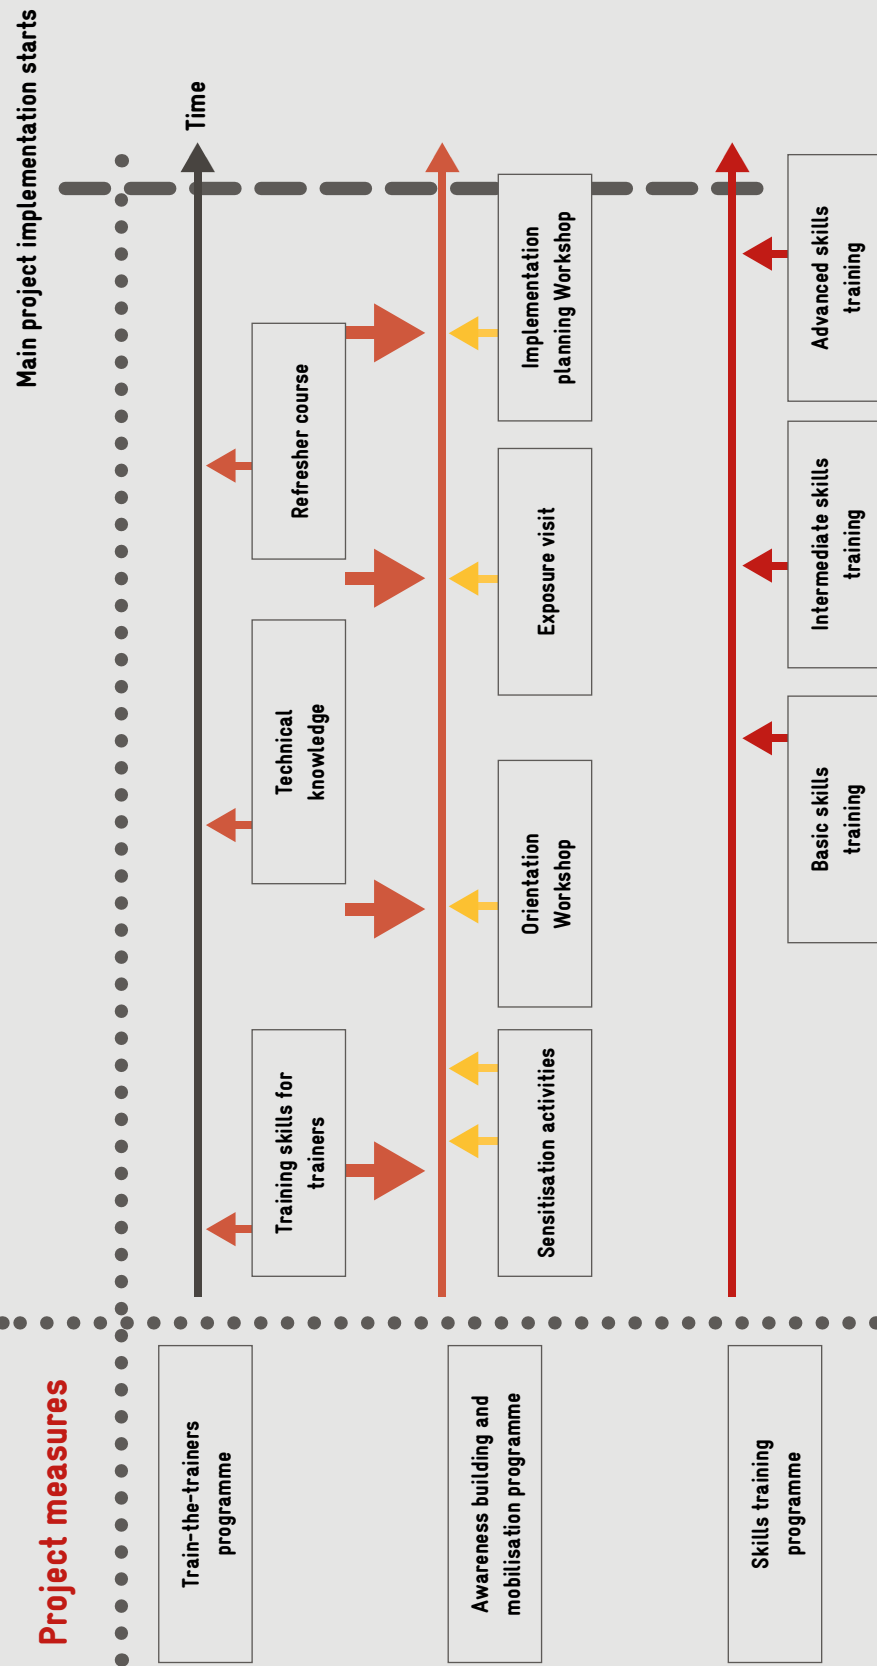 Main project implementation starts
Project measures
Time
Train-the-trainers
programme
Training skills for
trainers
Technical
knowledge
Refresher course
Awareness building and
mobilisation programme
Sensitisation activities
Orientation
Workshop
Exposure visit
Implementation
planning Workshop
Skills training
programme
Basic skills
training
Intermediate skills
training
Advanced skills
training